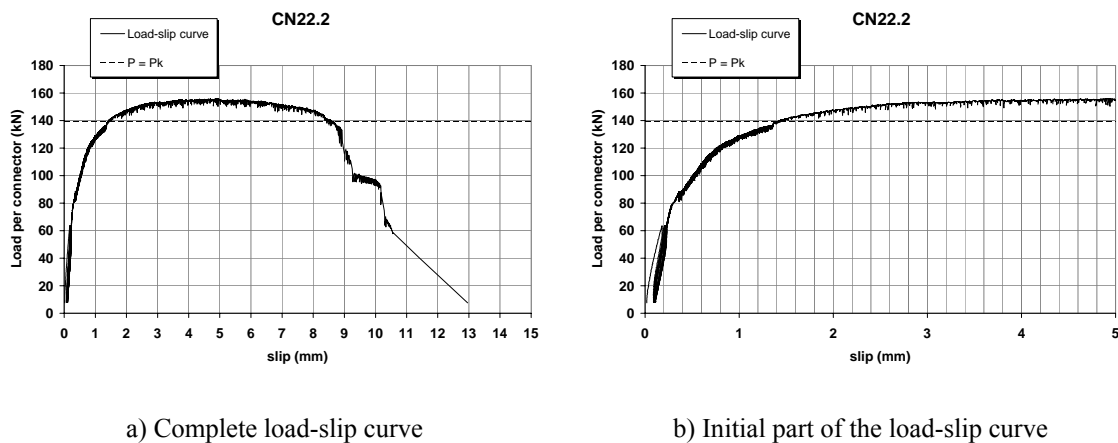 CN22.2
Load-slip curve
P = Pk
180
160
140
120
100
80
60
40
20
0
Load per connector (kN)
0 1 2 3 4 5 6 7 8 9 10 11 12 13 14 15
slip (mm)
a) Complete load-slip curve
CN22.2
Load-slip curve
P = Pk
180
160
140
120
100
80
60
40
20
0
Load per connector (kN)
0 1 2 3 4 5
slip (mm)
b) Initial part of the load-slip curve